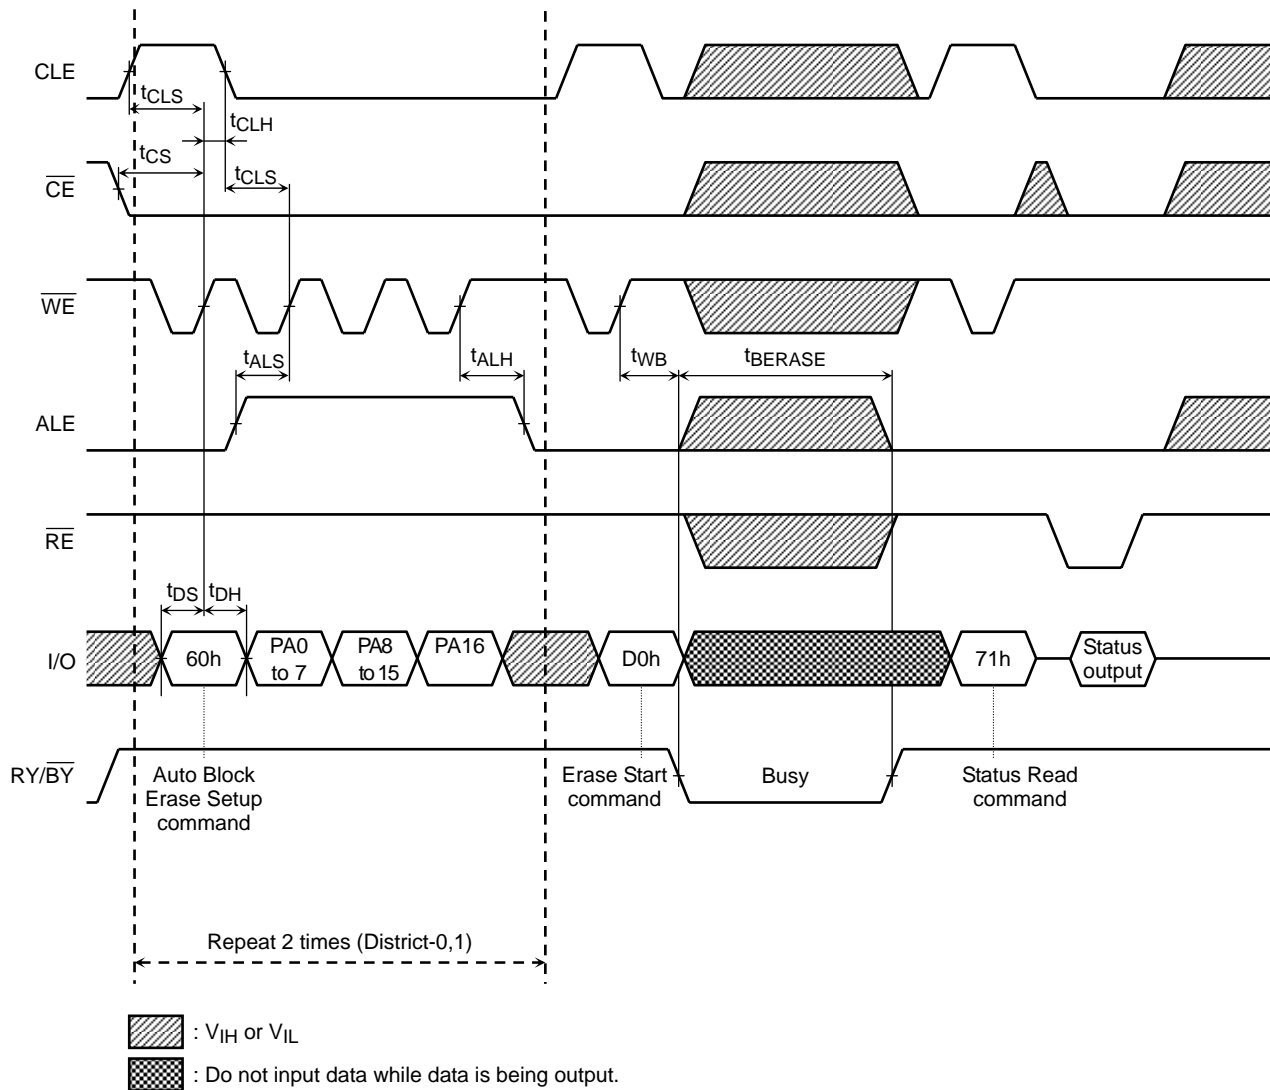 CLE
tCLS
tCLH
tCS
tCLS
CE
WE
tALS
tALH
tWB
tBERASE
ALE
RE
tDS
tDH
I/O
60h
PA0
to 7
PA8
to 15
PA16
D0h
71h
Status
output
RY/BY
Auto Block
Erase Setup
command
Erase Start
command
Busy
Status Read
command
Repeat 2 times (District-0,1)
: VIH or VIL
: Do not input data while data is being output.